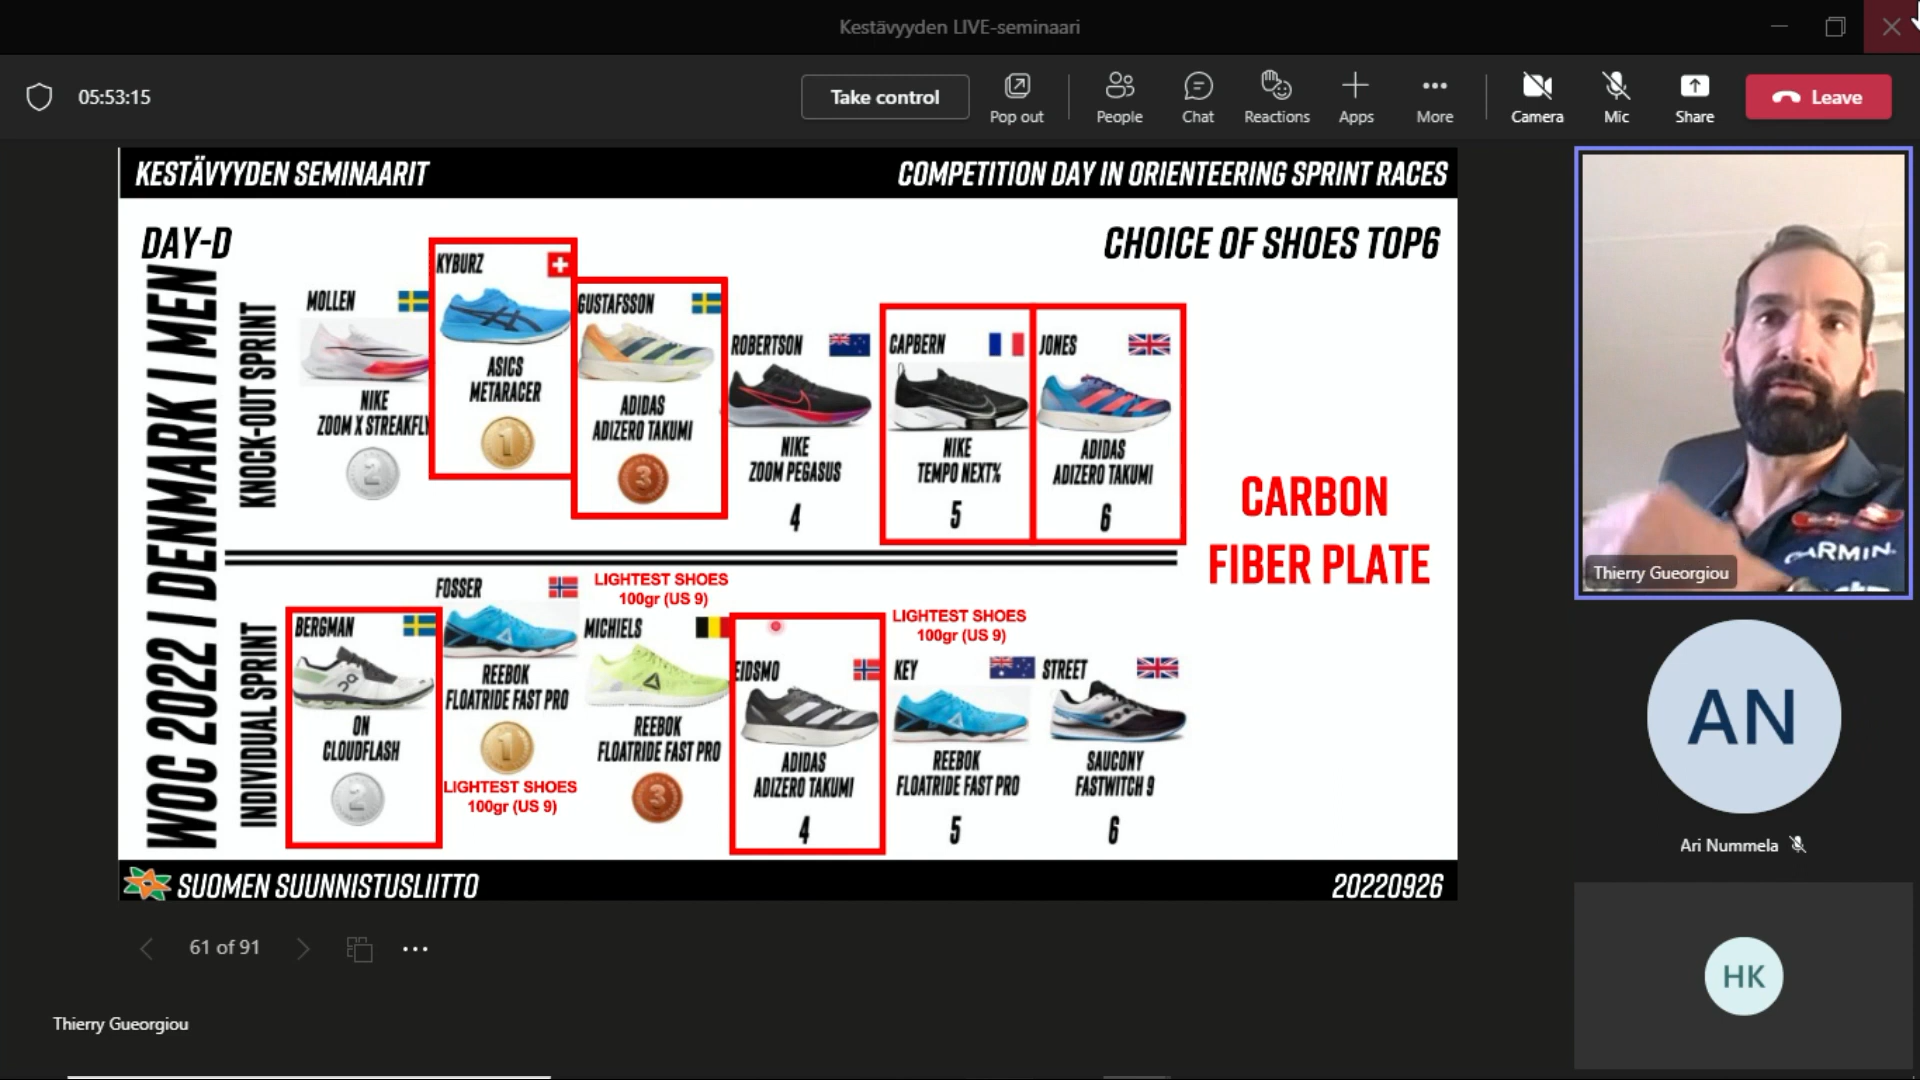 Kestävyyden LIVE-seminaari
05:53:15
Take control
Pop out
People
Chat
Reactions
Apps
More
Camera
Mic
Share
Leave
KESTÄVYYDEN SEMINAARIT
COMPETITION DAY IN ORIENTEERING SPRINT RACES
DAY-D
CHOICE OF SHOES TOP6
WOC 2022 I DENMARK I MEN
KNOCK-OUT SPRINT
MOLLEN
NIKE
ZOOM X STREAKFLY
2
KYBURZ
ASICS
METARACER
1
GUSTAFSSON
ADIDAS
ADIZERO TAKUMI
3
ROBERTSON
NIKE
ZOOM PEGASUS
4
CAPBERN
NIKE
TEMPO NEXT%
5
JONES
ADIDAS
ADIZERO TAKUMI
6
CARBON
FIBER PLATE
INDIVIDUAL SPRINT
BERGMAN
ON
CLOUDFLASH
2
FOSSER
REEBOK
FLOATRIDE FAST PRO
1
LIGHTEST SHOES
100gr (US 9)
LIGHTEST SHOES
100gr (US 9)
MICHIELS
REEBOK
FLOATRIDE FAST PRO
3
EIDSMO
ADIDAS
ADIZERO TAKUMI
4
LIGHTEST SHOES
100gr (US 9)
KEY
REEBOK
FLOATRIDE FAST PRO
5
STREET
SAUCONY
FASTWITCH 9
6
SUOMEN SUUNNISTUSLIITTO
20220926
GARMIN
Thierry Gueorgiou
AN
Ari Nummela
HK
61 of 91
Thierry Gueorgiou